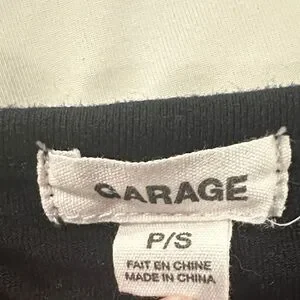 GARAGE
P/S
FAIT EN CHINE
MADE IN CHINA